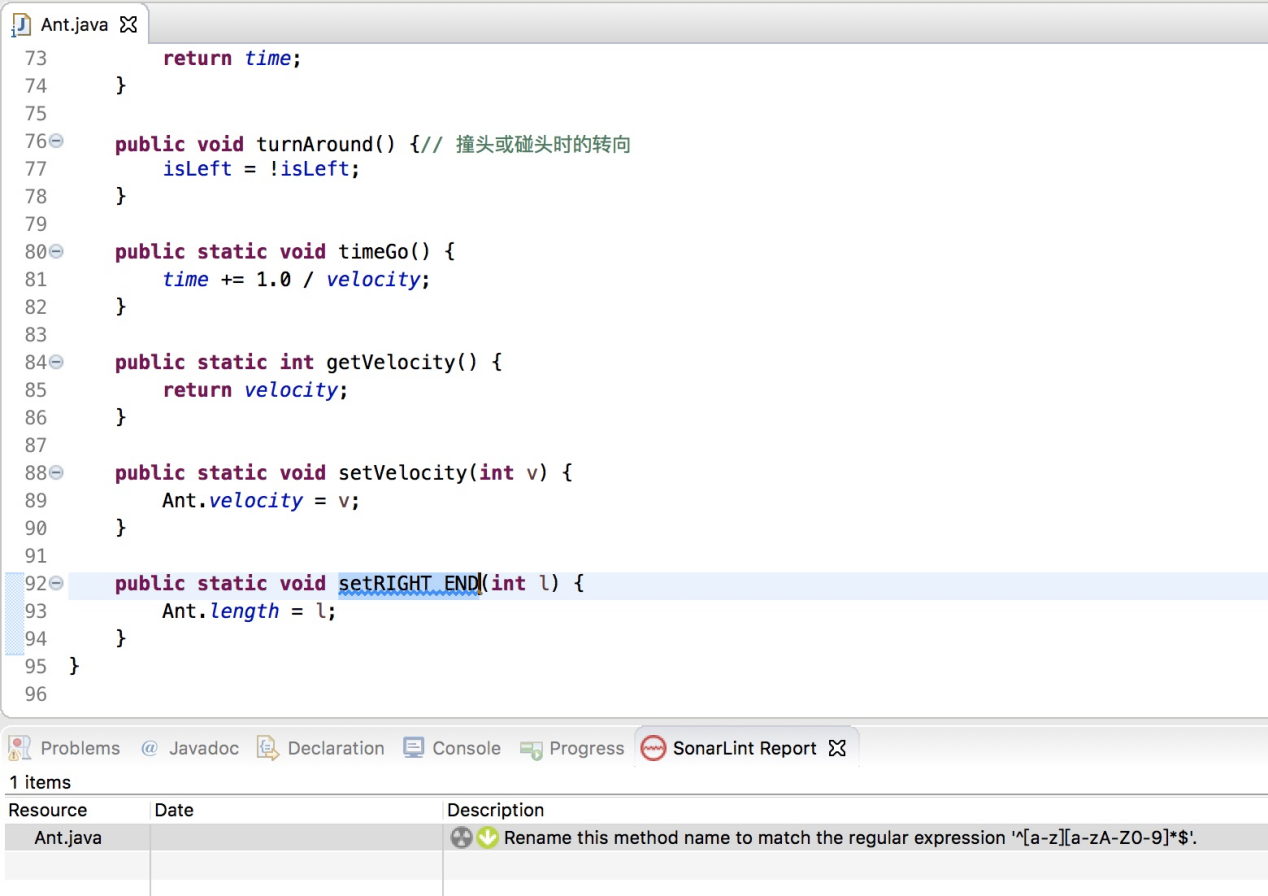 Ant.java
73 return time;
74 }
75
76 public void turnAround() {// 撞头或碰头时的转向
77 isLeft = !isLeft;
78 }
79
80 public static void timeGo() {
81 time += 1.0 / velocity;
82 }
83
84 public static int getVelocity() {
85 return velocity;
86 }
87
88 public static void setVelocity(int v) {
89 Ant.velocity = v;
90 }
91
92 public static void setRIGHT_END(int l) {
93 Ant.length = l;
94 }
95 }
96
Problems @ Javadoc Declaration Console Progress SonarLint Report
1 items
Resource Date Description
Ant.java Rename this method name to match the regular expression '^[a-z][a-zA-Z0-9]*$'.